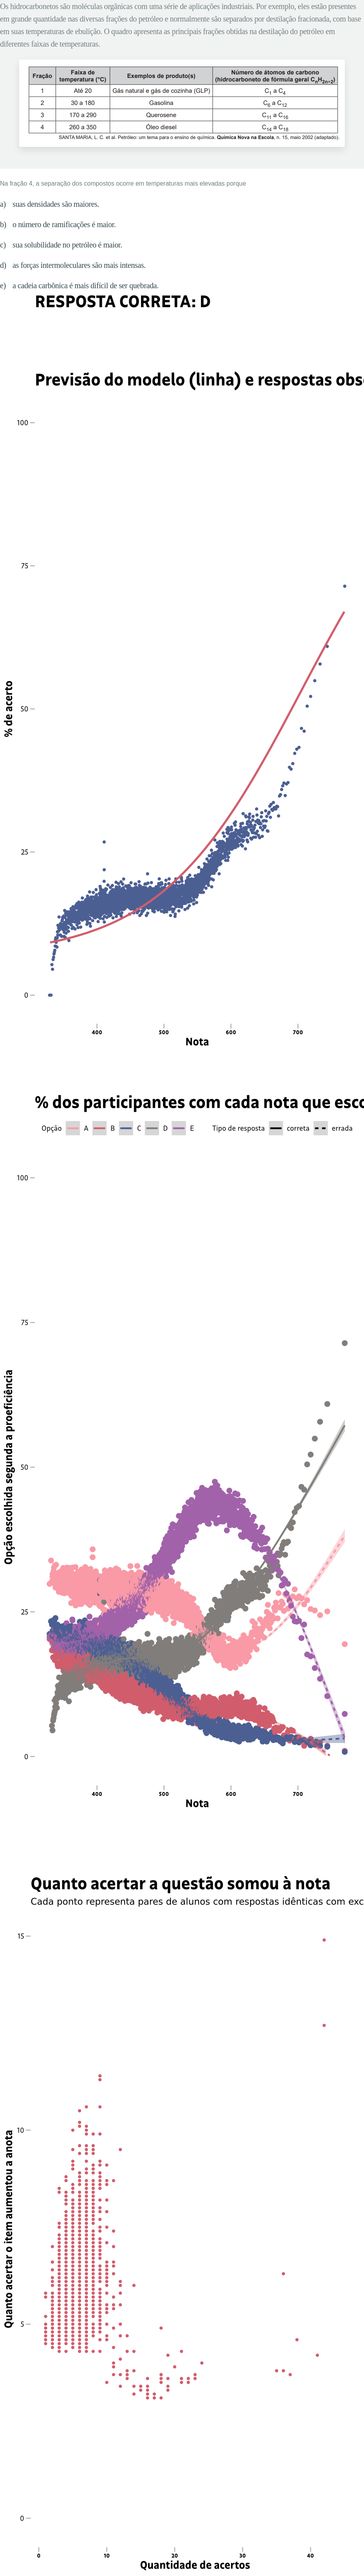 Os hidrocarbonetos são moléculas orgânicas com uma série de aplicações industriais. Por exemplo, eles estão presentes
em grande quantidade nas diversas frações do petróleo e normalmente são separados por destilação fracionada, com base
em suas temperaturas de ebulição. O quadro apresenta as principais frações obtidas na destilação do petróleo em
diferentes faixas de temperaturas.
Fração | Faixa de temperatura (°C) | Exemplos de produto(s) | Número de átomos de carbono (hidrocarboneto de fórmula geral CnH2n+2)
1 | Até 20 | Gás natural e gás de cozinha (GLP) | C1 a C4
2 | 30 a 180 | Gasolina | C6 a C12
3 | 170 a 290 | Querosene | C11 a C16
4 | 260 a 350 | Óleo diesel | C14 a C18
SANTA MARIA, L. C. et al. Petróleo: um tema para o ensino de química. Química Nova na Escola, n. 15, maio 2002 (adaptado).
Na fração 4, a separação dos compostos ocorre em temperaturas mais elevadas porque
a) suas densidades são maiores.
b) o número de ramificações é maior.
c) sua solubilidade no petróleo é maior.
d) as forças intermoleculares são mais intensas.
e) a cadeia carbônica é mais difícil de ser quebrada.
RESPOSTA CORRETA: D
Previsão do modelo (linha) e respostas obs
100
75
50
25
0
% de acerto
400 500 600 700
Nota
% dos participantes com cada nota que esco
Opção A B C D E Tipo de resposta correta errada
100
75
50
25
0
Opção escolhida segunda a proeficiência
400 500 600 700
Nota
Quanto acertar a questão somou à nota
Cada ponto representa pares de alunos com respostas idênticas com exc
15
10
5
0
Quanto acertar o item aumentou a anota
0 10 20 30 40
Quantidade de acertos